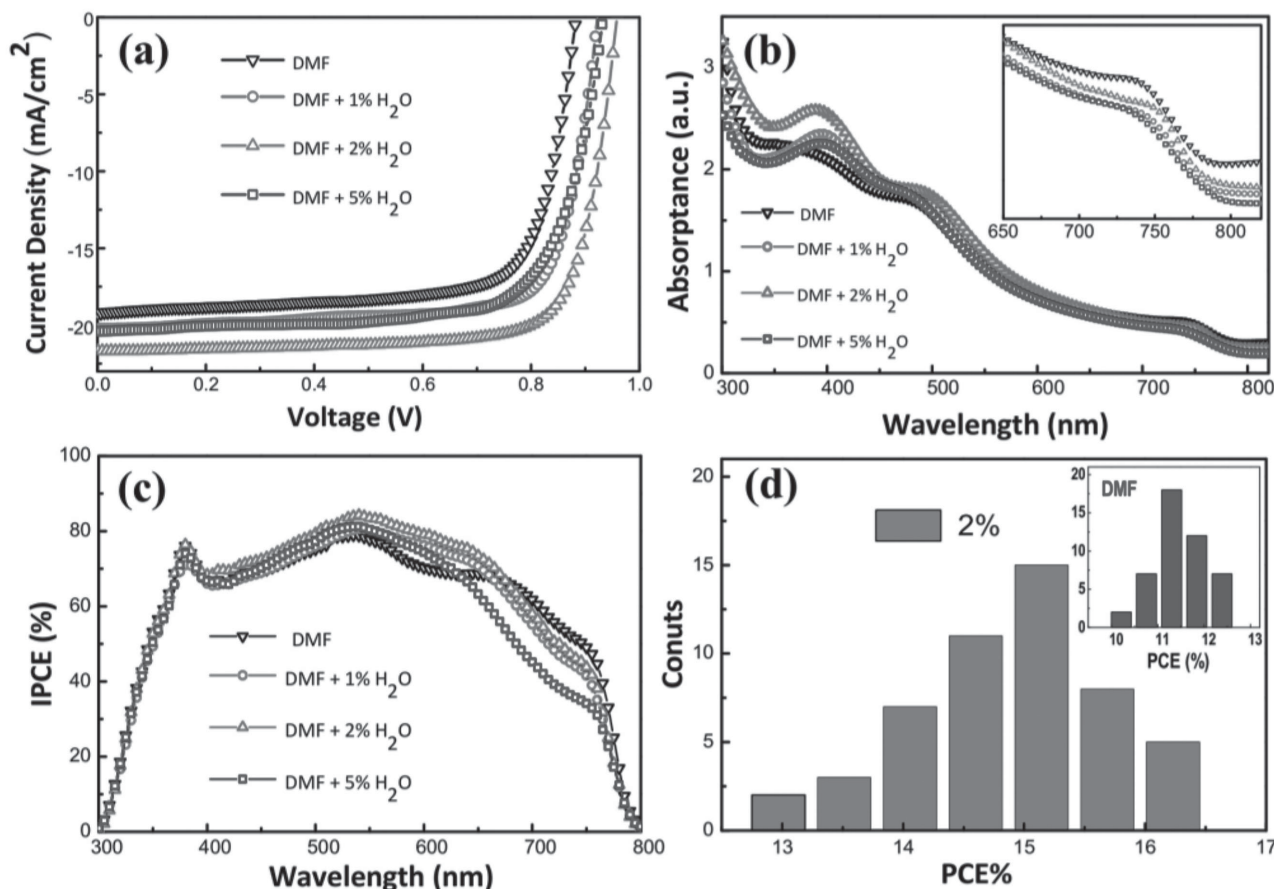 (a)
0
-5
-10
-15
-20
0.0 0.2 0.4 0.6 0.8 1.0
Current Density (mA/cm²)
Voltage (V)
DMF
DMF + 1% H₂O
DMF + 2% H₂O
DMF + 5% H₂O
(b)
3
2
1
0
300 400 500 600 700 800
Absorptance (a.u.)
Wavelength (nm)
DMF
DMF + 1% H₂O
DMF + 2% H₂O
DMF + 5% H₂O
650 700 750 800
(c)
100
80
60
40
20
0
300 400 500 600 700 800
IPCE (%)
Wavelength (nm)
DMF
DMF + 1% H₂O
DMF + 2% H₂O
DMF + 5% H₂O
(d)
20
15
10
5
0
13 14 15 16 17
Conuts
PCE%
2%
DMF
20
15
10
5
0
10 11 12 13
PCE (%)